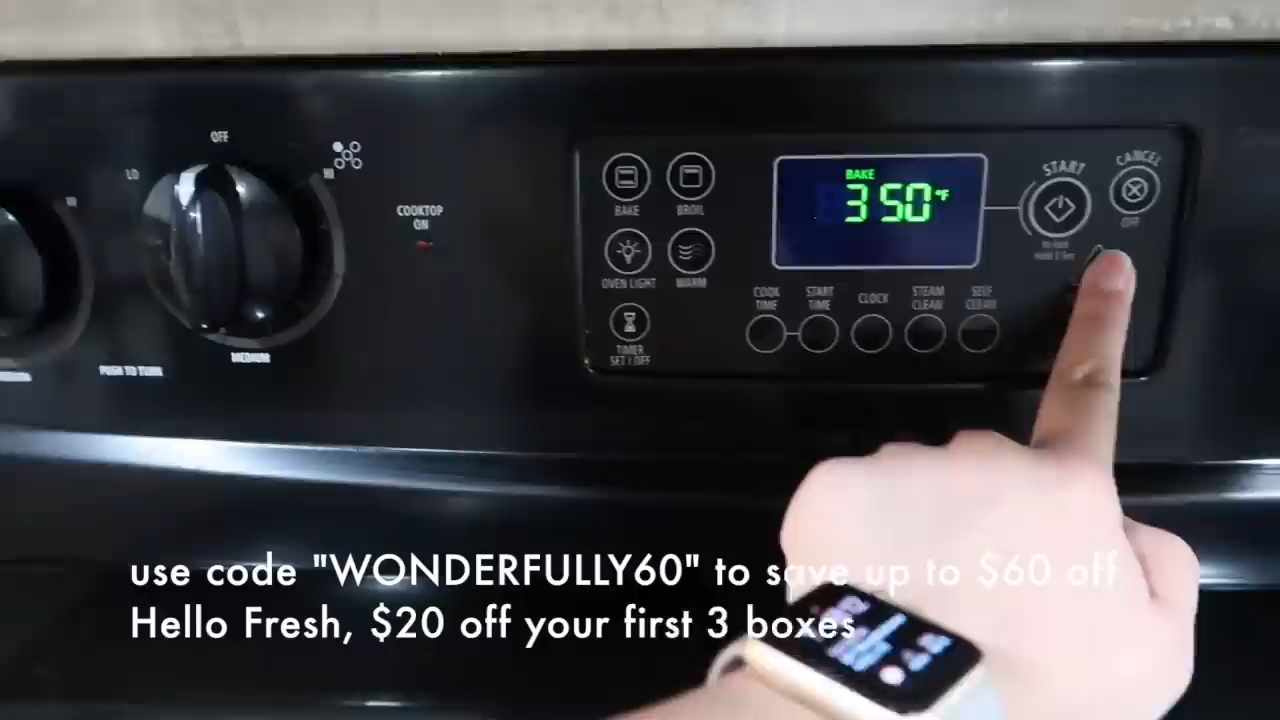 OFF
LO
HI
COOKTOP
ON
MEDIUM
PUSH TO TURN
BAKE
BROIL
OVEN LIGHT
WARM
TIMER
SET / OFF
BAKE
350°F
START
CANCEL
OFF
COOK
TIME
START
TIME
CLOCK
STEAM
CLEAN
SELF
CLEAN
use code "WONDERFULLY60" to save up to $60 off
Hello Fresh, $20 off your first 3 boxes